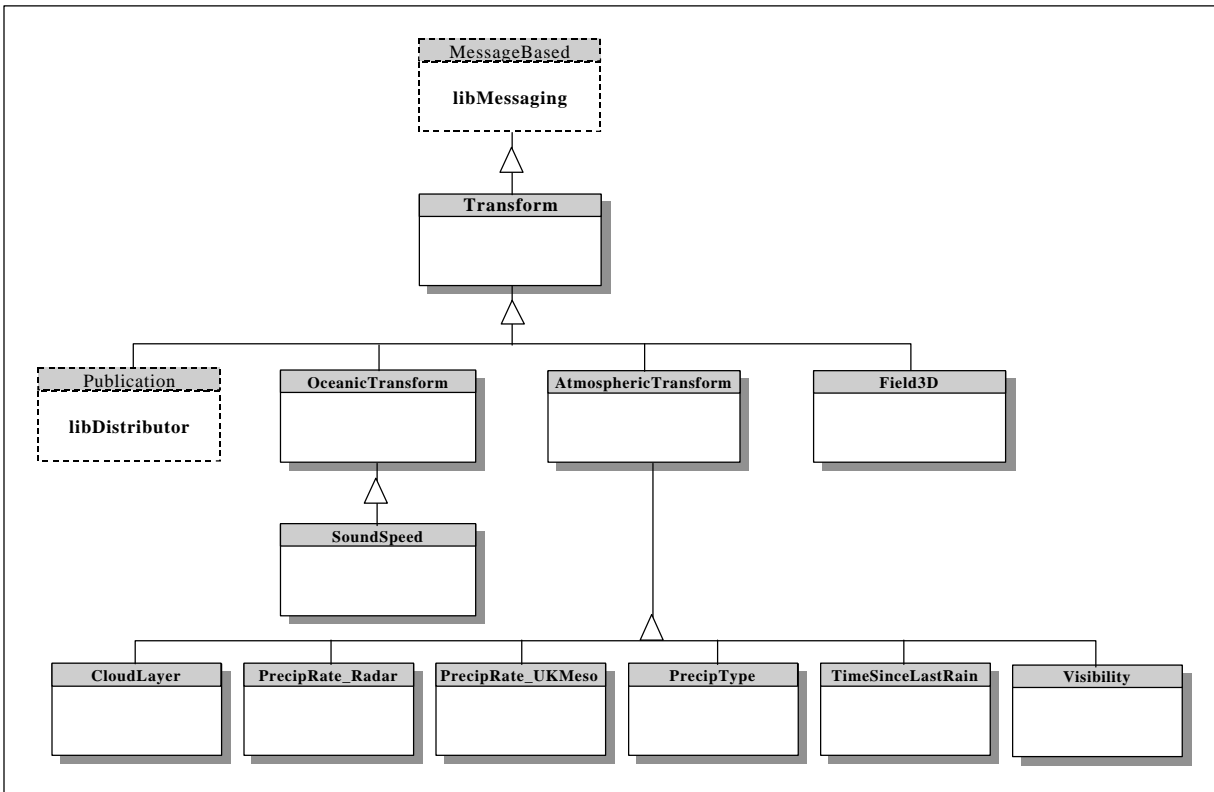 MessageBased
libMessaging
Transform
Publication
libDistributor
OceanicTransform
AtmosphericTransform
Field3D
SoundSpeed
CloudLayer
PrecipRate_Radar
PrecipRate_UKMeso
PrecipType
TimeSinceLastRain
Visibility